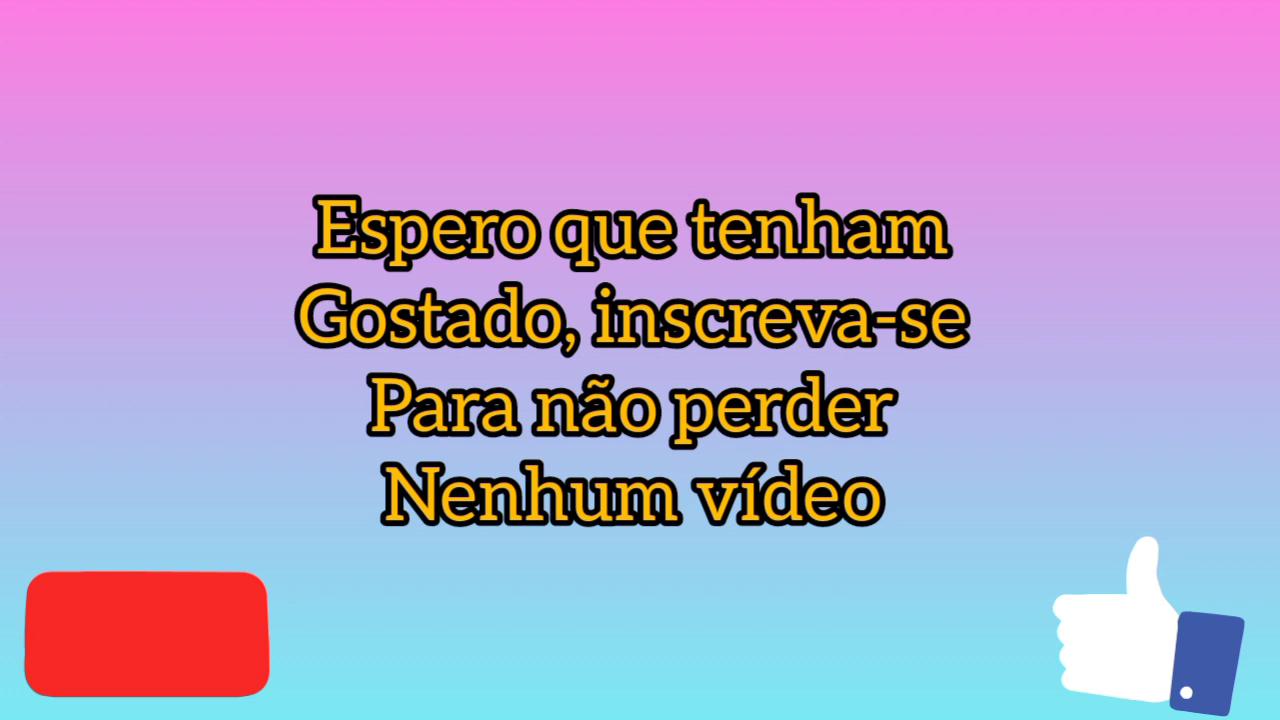 Espero que tenham
Gostado, inscreva-se
Para não perder
Nenhum vídeo